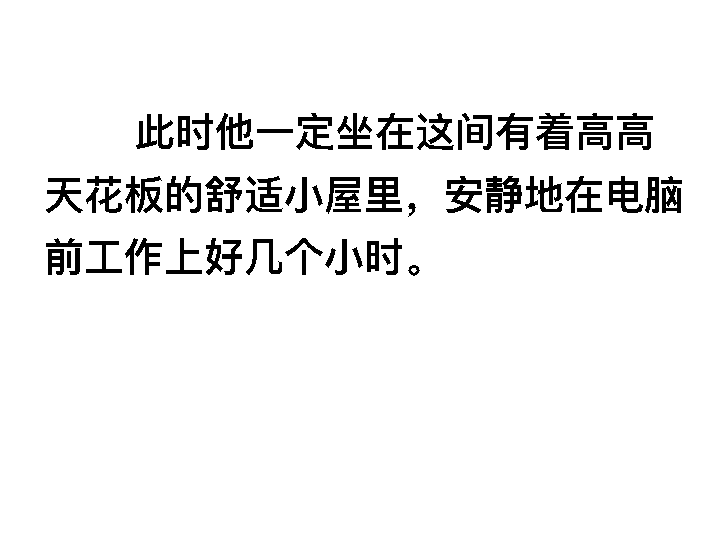 此时他一定坐在这间有着高高
天花板的舒适小屋里，安静地在电脑
前工作上好几个小时。